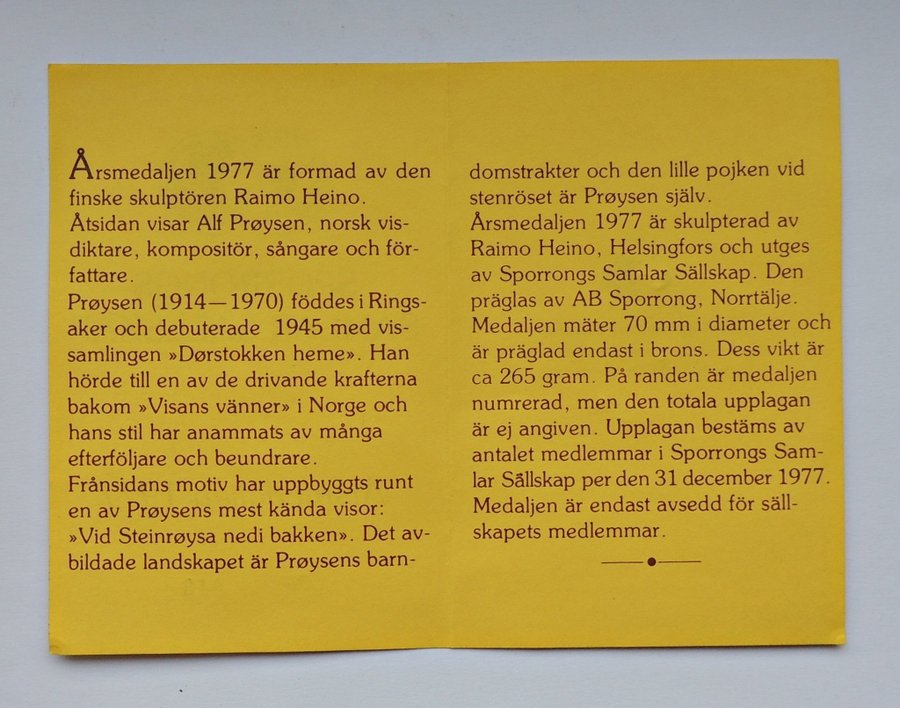 Årsmedaljen 1977 är formad av den
finske skulptören Raimo Heino.
Åtsidan visar Alf Prøysen, norsk vis-
diktare, kompositör, sångare och för-
fattare.
Prøysen (1914—1970) föddes i Rings-
aker och debuterade 1945 med vis-
samlingen »Dørstokken heme». Han
hörde till en av de drivande krafterna
bakom »Visans vänner» i Norge och
hans stil har anammats av många
efterföljare och beundrare.
Frånsidans motiv har uppbyggts runt
en av Prøysens mest kända visor:
»Vid Steinrøysa nedi bakken». Det av-
bildade landskapet är Prøysens barn-
domstrakter och den lille pojken vid
stenröset är Prøysen själv.
Årsmedaljen 1977 är skulpterad av
Raimo Heino, Helsingfors och utges
av Sporrongs Samlar Sällskap. Den
präglas av AB Sporrong, Norrtälje.
Medaljen mäter 70 mm i diameter och
är präglad endast i brons. Dess vikt är
ca 265 gram. På randen är medaljen
numrerad, men den totala upplagan
är ej angiven. Upplagan bestäms av
antalet medlemmar i Sporrongs Sam-
lar Sällskap per den 31 december 1977.
Medaljen är endast avsedd för säll-
skapets medlemmar.